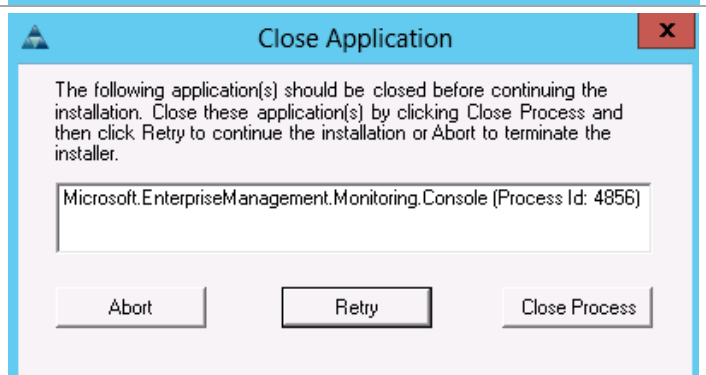 Close Application
x
The following application(s) should be closed before continuing the
installation. Close these application(s) by clicking Close Process and
then click Retry to continue the installation or Abort to terminate the
installer.
Microsoft.EnterpriseManagement.Monitoring.Console (Process Id: 4856)
Abort
Retry
Close Process